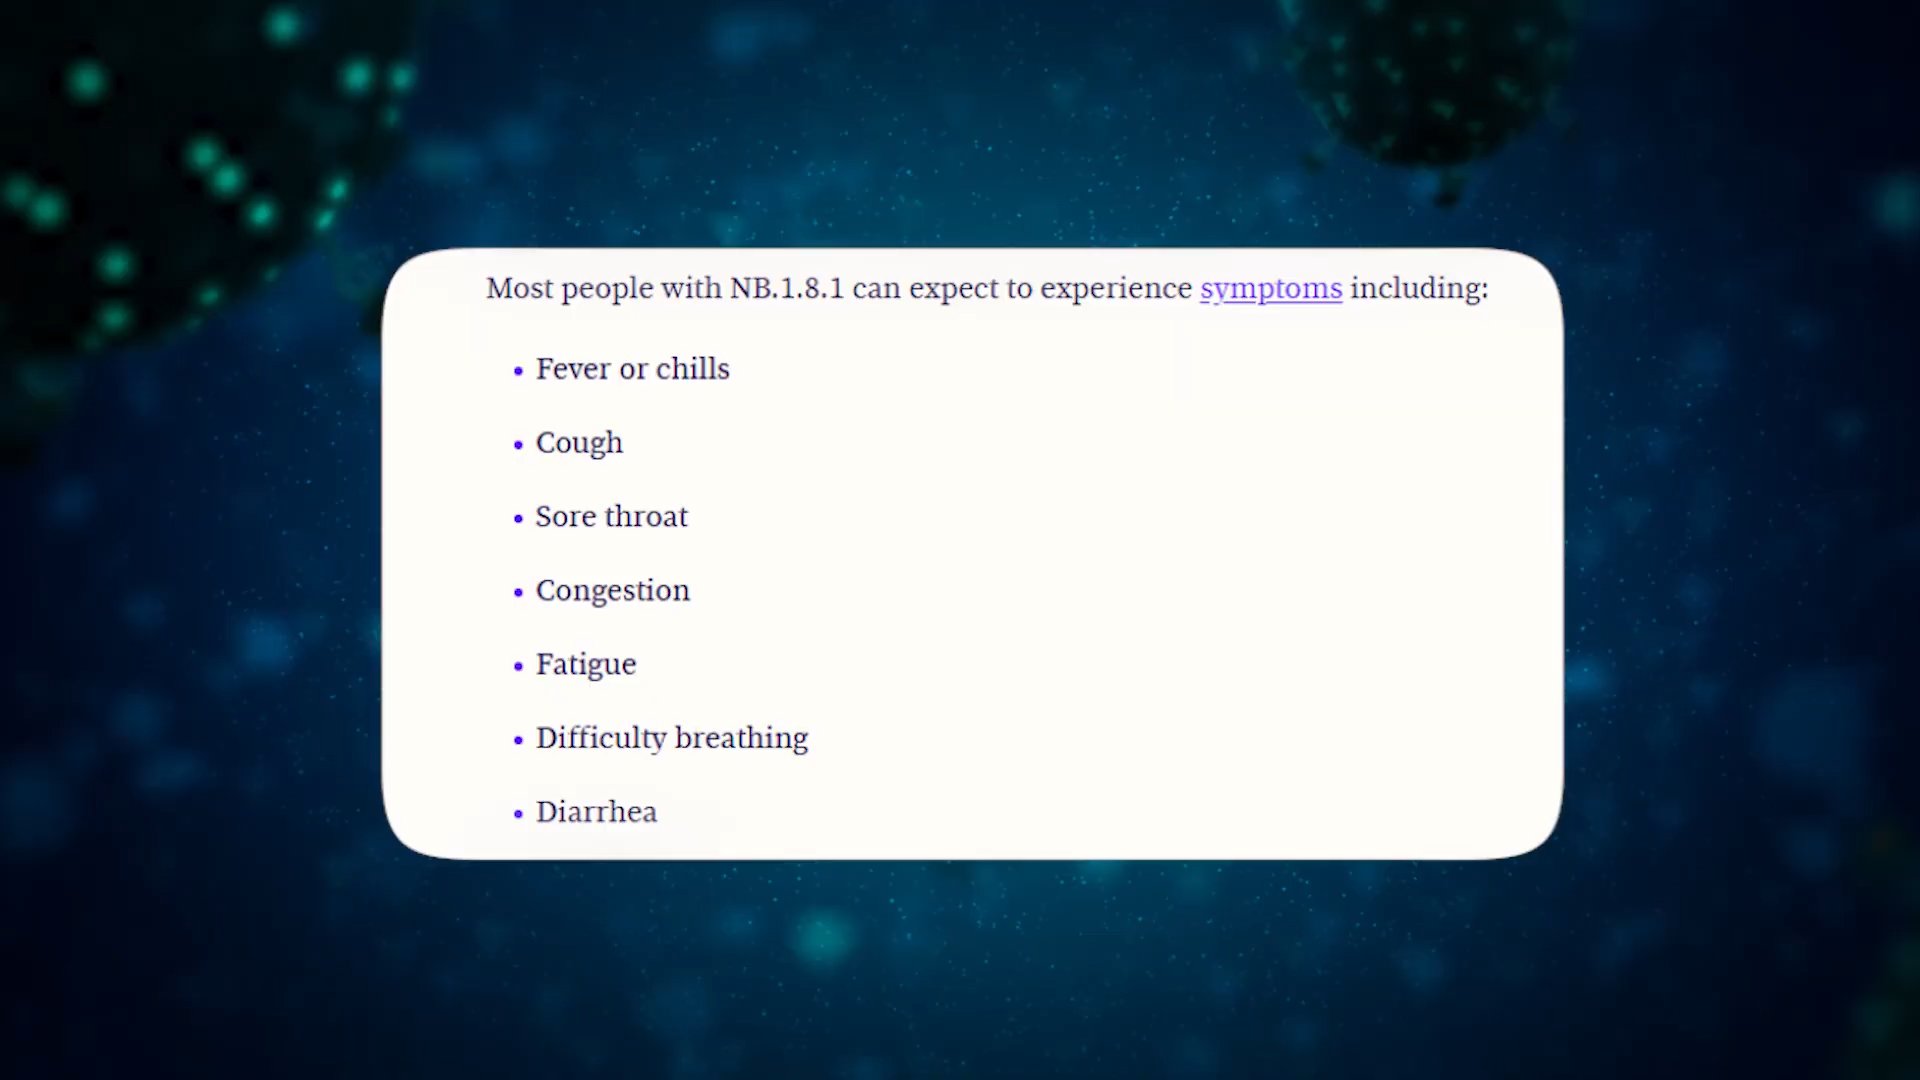 Most people with NB.1.8.1 can expect to experience symptoms including:
• Fever or chills
• Cough
• Sore throat
• Congestion
• Fatigue
• Difficulty breathing
• Diarrhea